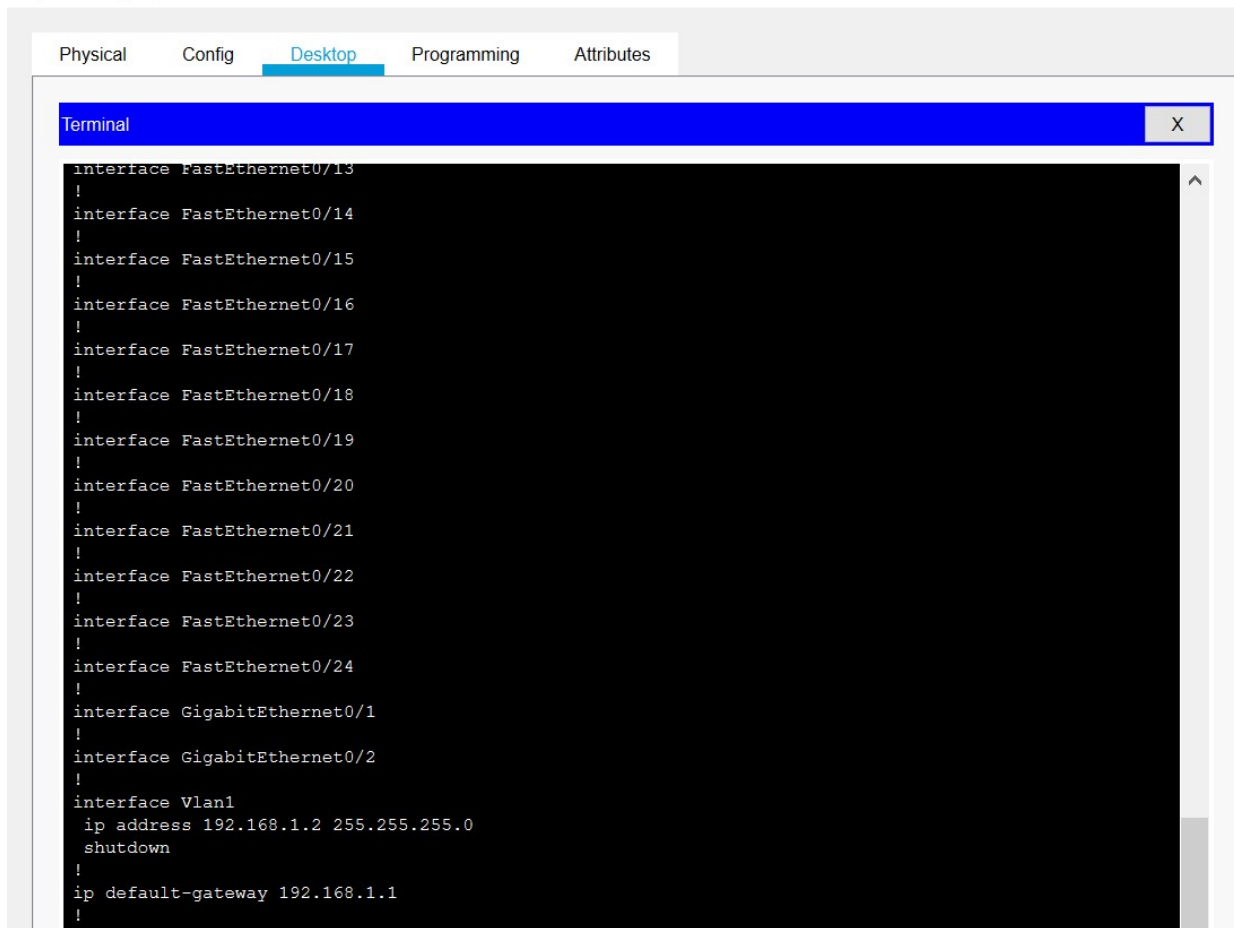 Physical Config Desktop Programming Attributes
Terminal X
interface FastEthernet0/13
!
interface FastEthernet0/14
!
interface FastEthernet0/15
!
interface FastEthernet0/16
!
interface FastEthernet0/17
!
interface FastEthernet0/18
!
interface FastEthernet0/19
!
interface FastEthernet0/20
!
interface FastEthernet0/21
!
interface FastEthernet0/22
!
interface FastEthernet0/23
!
interface FastEthernet0/24
!
interface GigabitEthernet0/1
!
interface GigabitEthernet0/2
!
interface Vlan1
 ip address 192.168.1.2 255.255.255.0
 shutdown
!
ip default-gateway 192.168.1.1
!